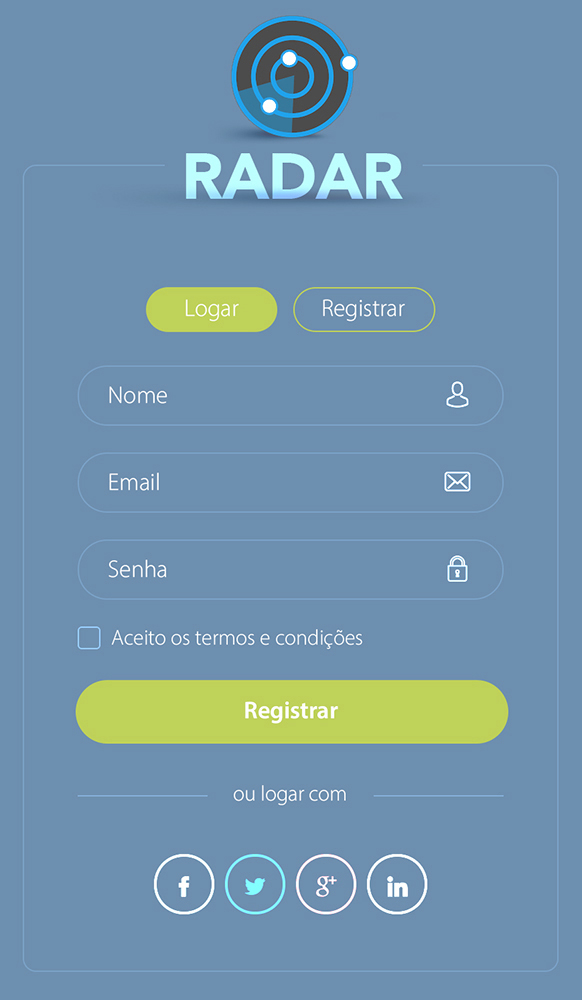 RADAR
Logar Registrar
Nome
Email
Senha
Aceito os termos e condições
Registrar
ou logar com
f g+ in